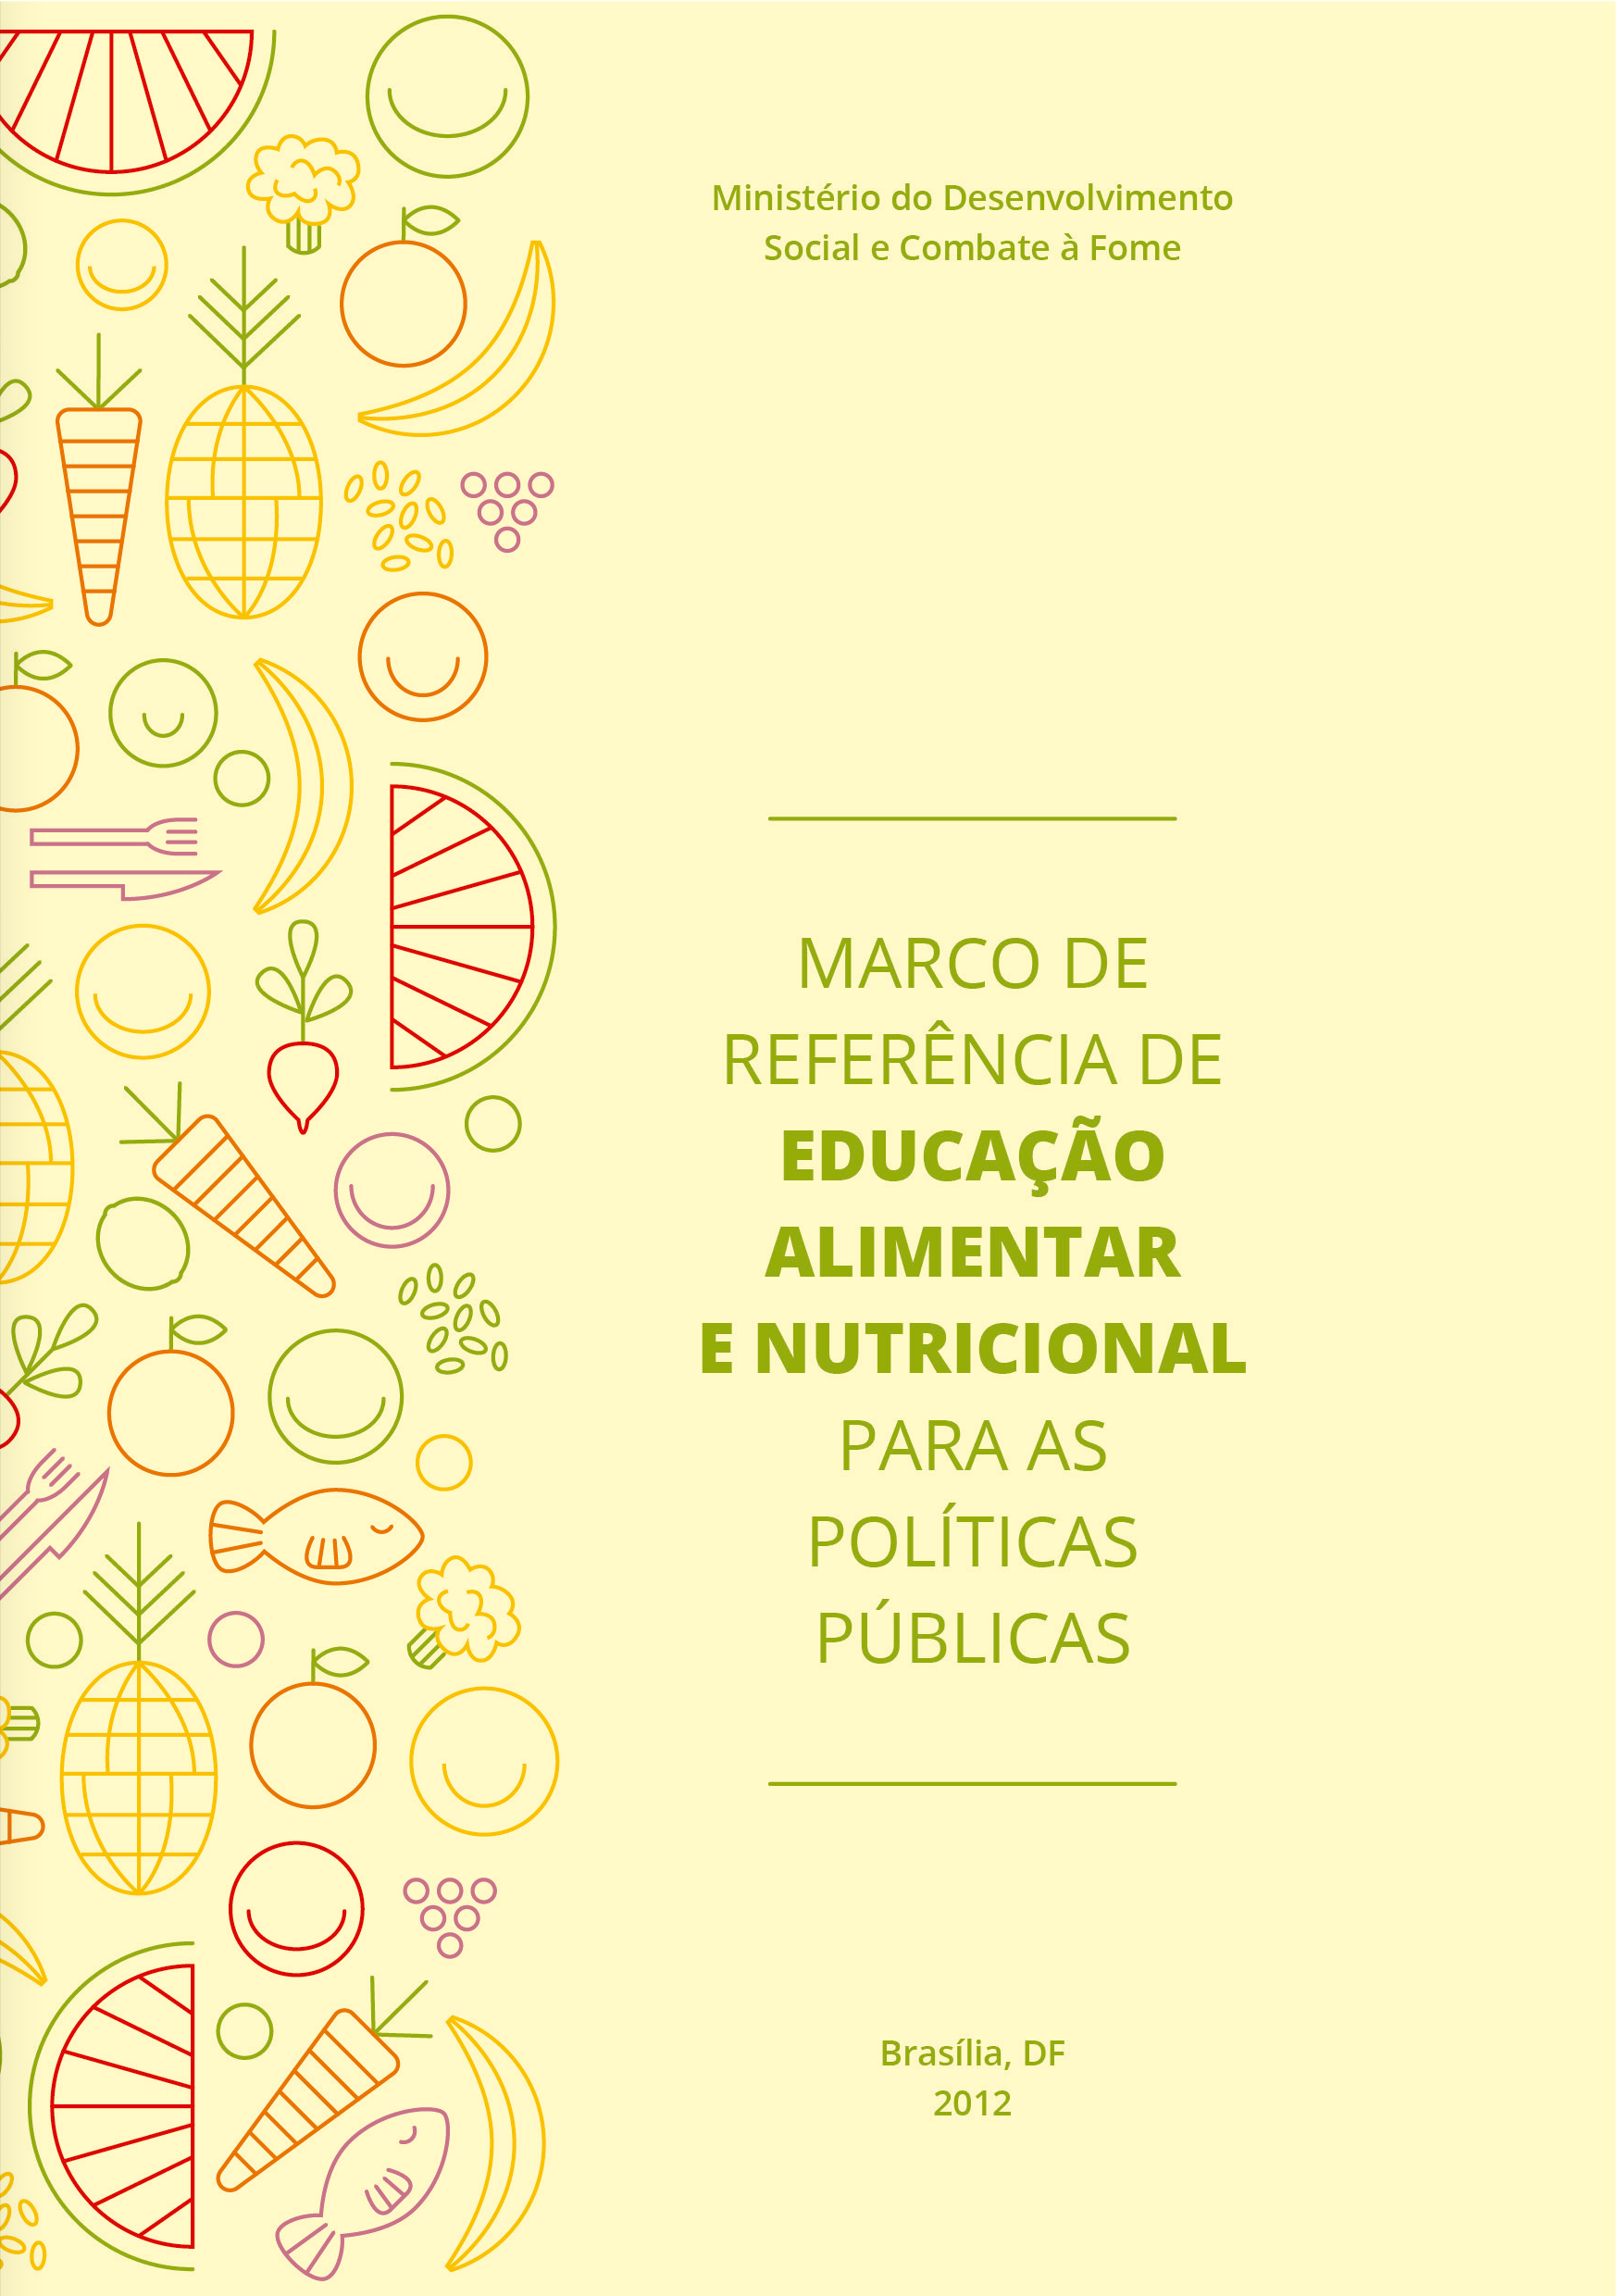 Ministério do Desenvolvimento
Social e Combate à Fome
MARCO DE
REFERÊNCIA DE
EDUCAÇÃO
ALIMENTAR
E NUTRICIONAL
PARA AS
POLÍTICAS
PÚBLICAS
Brasília, DF
2012